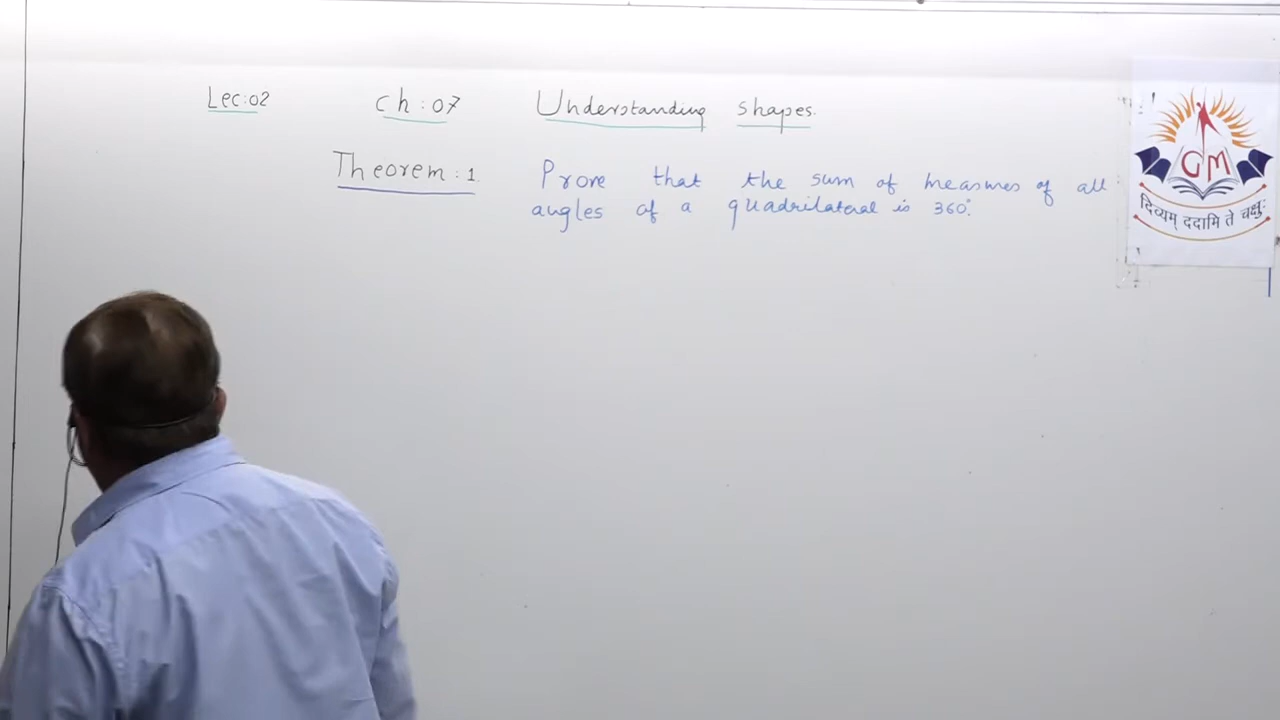 Lec:02 Ch:07 Understanding shapes.
Theorem:1. Prove that the sum of measures of all
angles of a quadrilateral is 360°.
GM
दिव्यम् ददामि ते चक्षुः